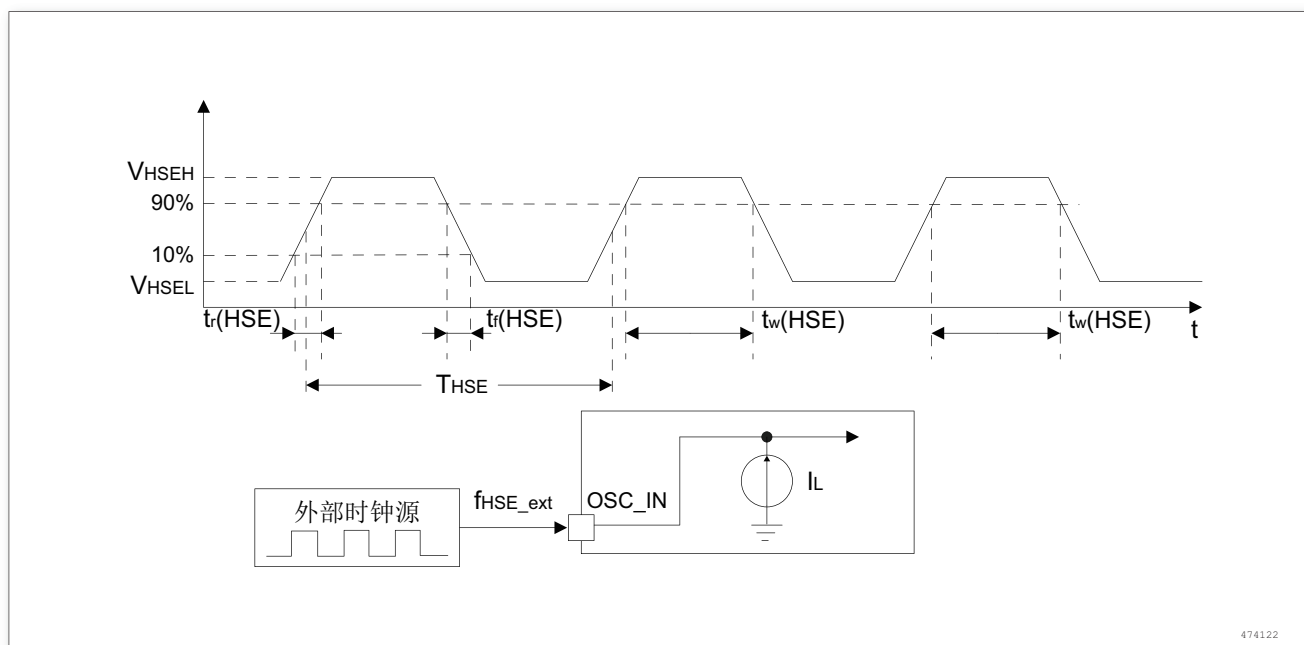 VHSEH
90%
10%
VHSEL
tr(HSE)
tf(HSE)
tw(HSE)
tw(HSE)
t
THSE
fHSE_ext
OSC_IN
IL
外部时钟源
474122